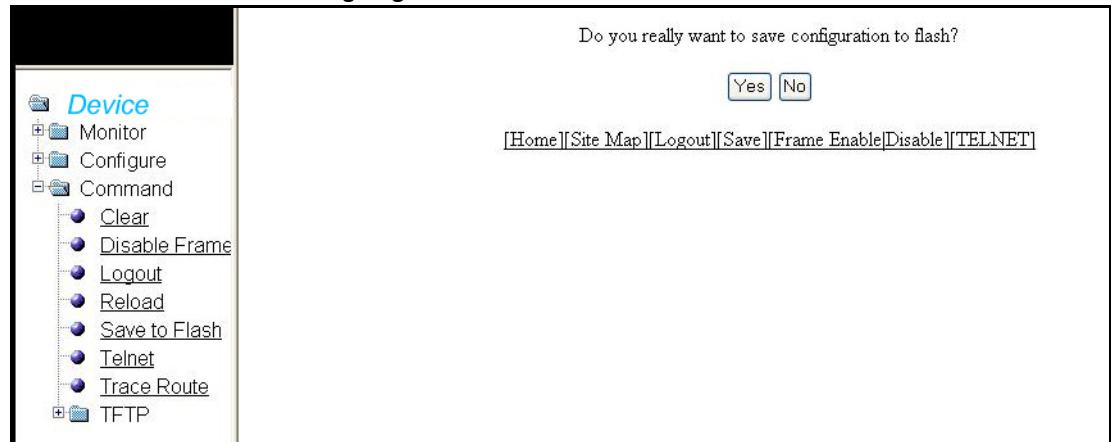 Device
Monitor
Configure
Command
Clear
Disable Frame
Logout
Reload
Save to Flash
Telnet
Trace Route
TFTP
Do you really want to save configuration to flash?
Yes No
[Home][Site Map][Logout][Save][Frame Enable|Disable][TELNET]